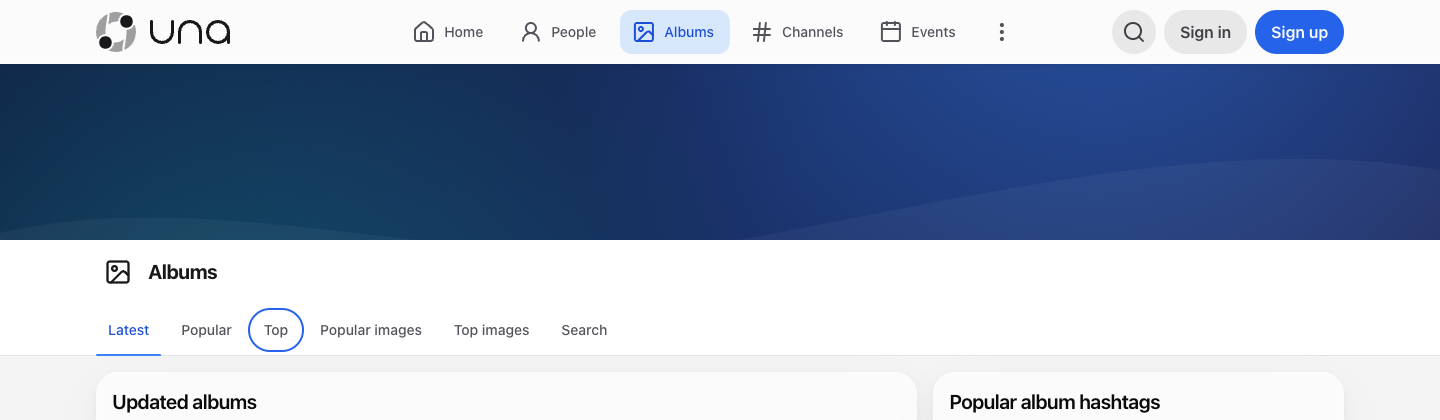 una Home People Albums Channels Events Sign in Sign up
Albums
Latest Popular Top Popular images Top images Search
Updated albums Popular album hashtags